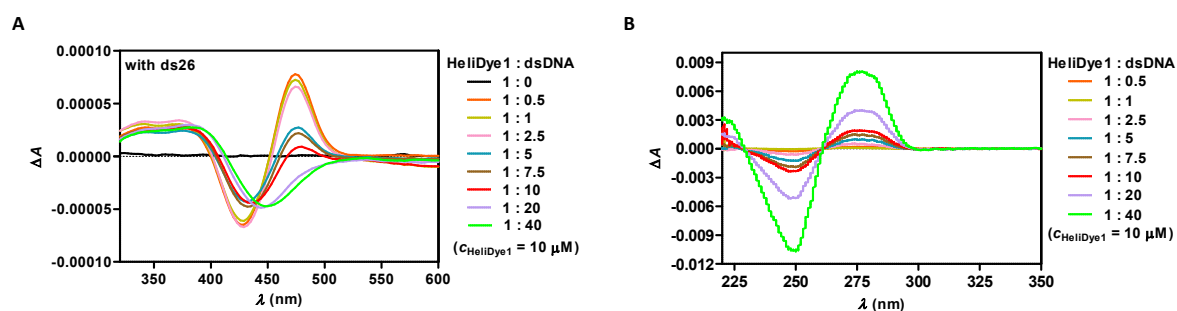 A
with ds26
0.00010
0.00005
0.00000
-0.00005
-0.00010
ΔA
350 400 450 500 550 600
λ (nm)
HeliDye1 : dsDNA
1 : 0
1 : 0.5
1 : 1
1 : 2.5
1 : 5
1 : 7.5
1 : 10
1 : 20
1 : 40
(cHeliDye1 = 10 μM)
B
0.009
0.006
0.003
0.000
-0.003
-0.006
-0.009
-0.012
ΔA
225 250 275 300 325 350
λ (nm)
HeliDye1 : dsDNA
1 : 0.5
1 : 1
1 : 2.5
1 : 5
1 : 7.5
1 : 10
1 : 20
1 : 40
(cHeliDye1 = 10 μM)